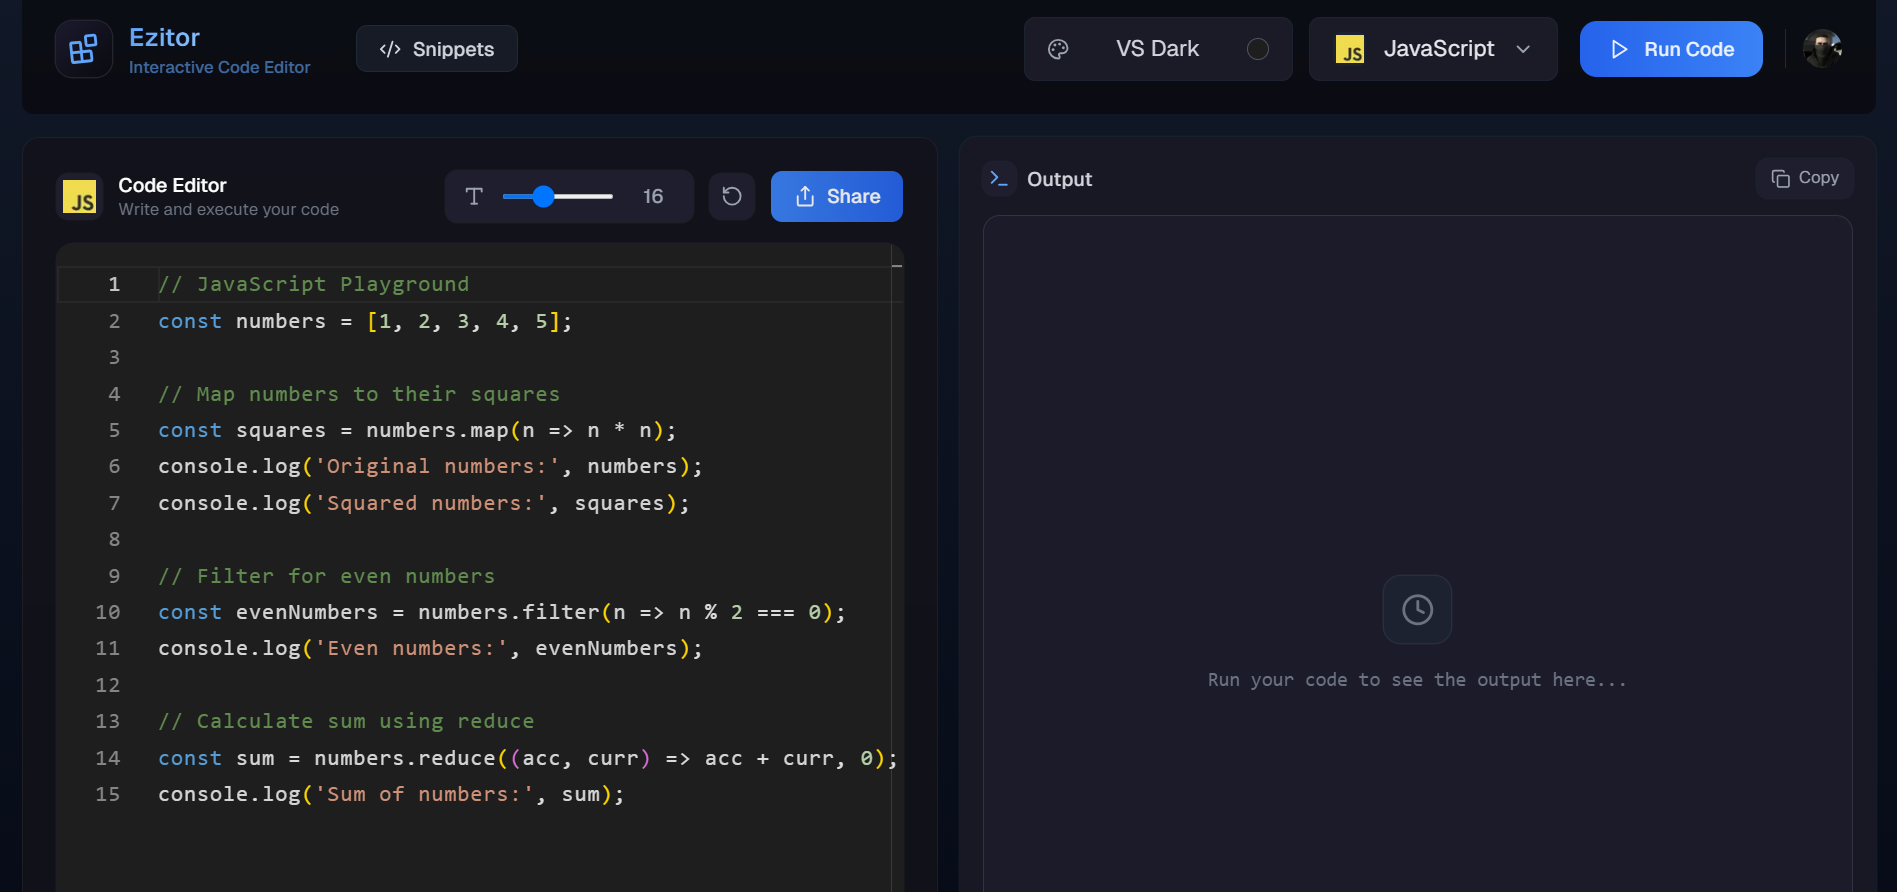 Ezitor
Interactive Code Editor
</> Snippets
VS Dark
JS JavaScript
Run Code
JS
Code Editor
Write and execute your code
T 16
Share
1 // JavaScript Playground
2 const numbers = [1, 2, 3, 4, 5];
3
4 // Map numbers to their squares
5 const squares = numbers.map(n => n * n);
6 console.log('Original numbers:', numbers);
7 console.log('Squared numbers:', squares);
8
9 // Filter for even numbers
10 const evenNumbers = numbers.filter(n => n % 2 === 0);
11 console.log('Even numbers:', evenNumbers);
12
13 // Calculate sum using reduce
14 const sum = numbers.reduce((acc, curr) => acc + curr, 0);
15 console.log('Sum of numbers:', sum);
Output
Copy
Run your code to see the output here...